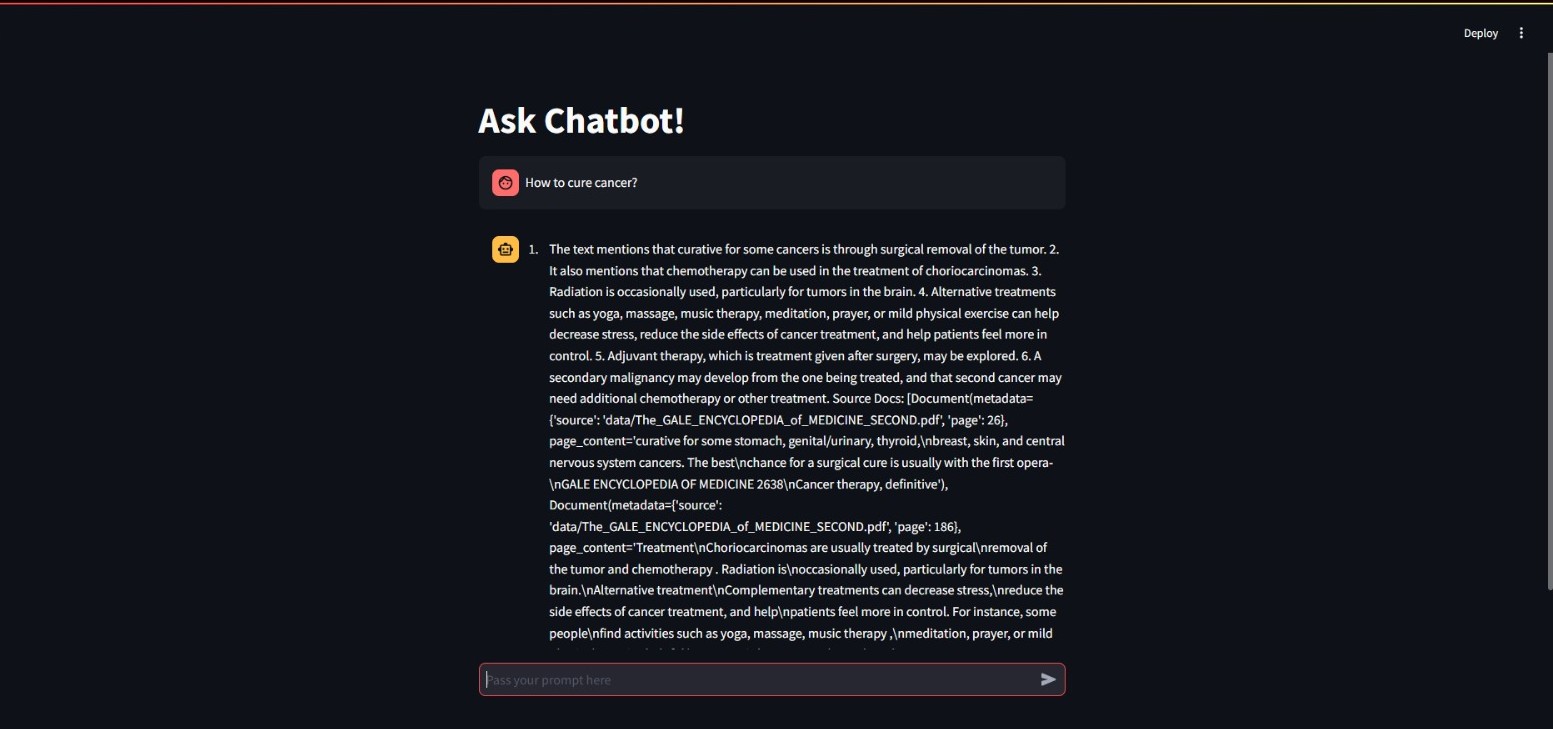 Deploy
Ask Chatbot!
How to cure cancer?
1. The text mentions that curative for some cancers is through surgical removal of the tumor. 2.
It also mentions that chemotherapy can be used in the treatment of choriocarcinomas. 3.
Radiation is occasionally used, particularly for tumors in the brain. 4. Alternative treatments
such as yoga, massage, music therapy, meditation, prayer, or mild physical exercise can help
decrease stress, reduce the side effects of cancer treatment, and help patients feel more in
control. 5. Adjuvant therapy, which is treatment given after surgery, may be explored. 6. A
secondary malignancy may develop from the one being treated, and that second cancer may
need additional chemotherapy or other treatment. Source Docs: [Document(metadata=
{'source': 'data/The_GALE_ENCYCLOPEDIA_of_MEDICINE_SECOND.pdf', 'page': 26},
page_content='curative for some stomach, genital/urinary, thyroid,\nbreast, skin, and central
nervous system cancers. The best\nchance for a surgical cure is usually with the first opera-
\nGALE ENCYCLOPEDIA OF MEDICINE 2638\nCancer therapy, definitive'),
Document(metadata={'source':
'data/The_GALE_ENCYCLOPEDIA_of_MEDICINE_SECOND.pdf', 'page': 186},
page_content='Treatment\nChoriocarcinomas are usually treated by surgical\nremoval of
the tumor and chemotherapy . Radiation is\noccasionally used, particularly for tumors in the
brain.\nAlternative treatment\nComplementary treatments can decrease stress,\nreduce the
side effects of cancer treatment, and help\npatients feel more in control. For instance, some
people\nfind activities such as yoga, massage, music therapy ,\nmeditation, prayer, or mild
Pass your prompt here